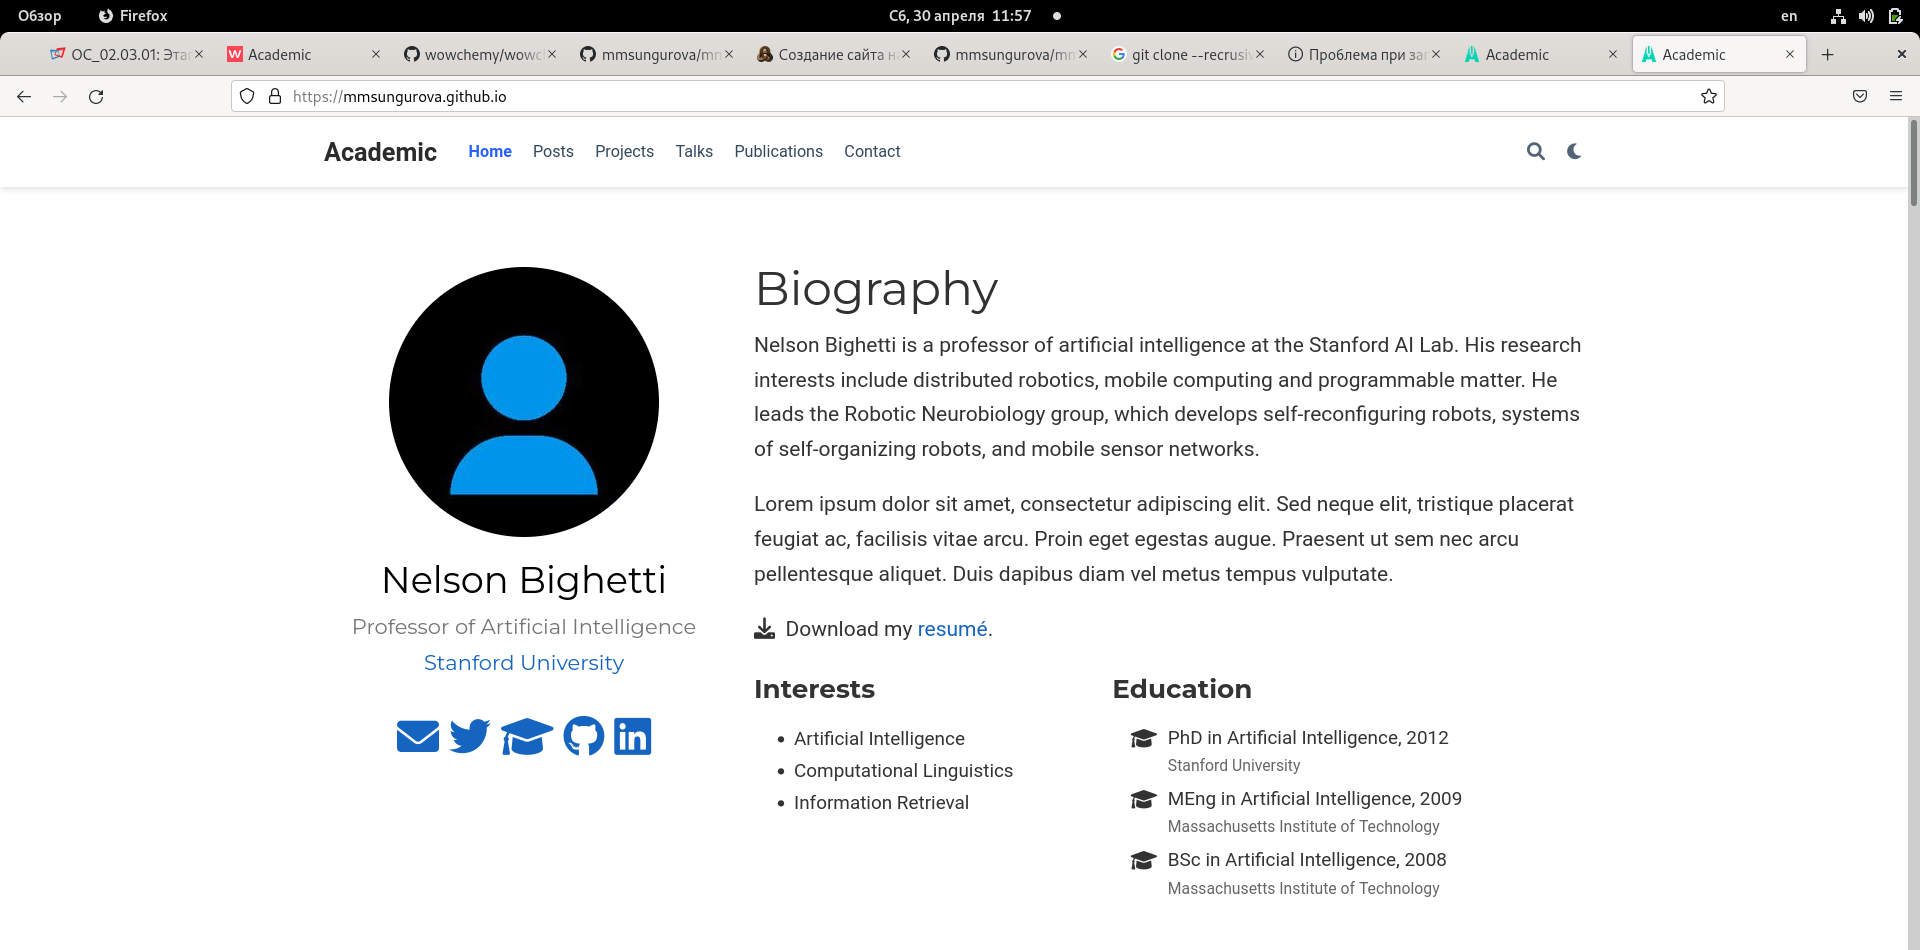 Обзор
Firefox
Сб, 30 апреля 11:57
en
ОС_02.03.01: Эта
Academic
wowchemy/wowc
mmsungurova/m
Создание сайта н
mmsungurova/m
git clone --recrusiv
Проблема при за
Academic
Academic
https://mmsungurova.github.io
Academic
Home
Posts
Projects
Talks
Publications
Contact
Biography
Nelson Bighetti is a professor of artificial intelligence at the Stanford AI Lab. His research
interests include distributed robotics, mobile computing and programmable matter. He
leads the Robotic Neurobiology group, which develops self-reconfiguring robots, systems
of self-organizing robots, and mobile sensor networks.
Lorem ipsum dolor sit amet, consectetur adipiscing elit. Sed neque elit, tristique placerat
feugiat ac, facilisis vitae arcu. Proin eget egestas augue. Praesent ut sem nec arcu
pellentesque aliquet. Duis dapibus diam vel metus tempus vulputate.
Download my resumé.
Nelson Bighetti
Professor of Artificial Intelligence
Stanford University
Interests
Artificial Intelligence
Computational Linguistics
Information Retrieval
Education
PhD in Artificial Intelligence, 2012
Stanford University
MEng in Artificial Intelligence, 2009
Massachusetts Institute of Technology
BSc in Artificial Intelligence, 2008
Massachusetts Institute of Technology